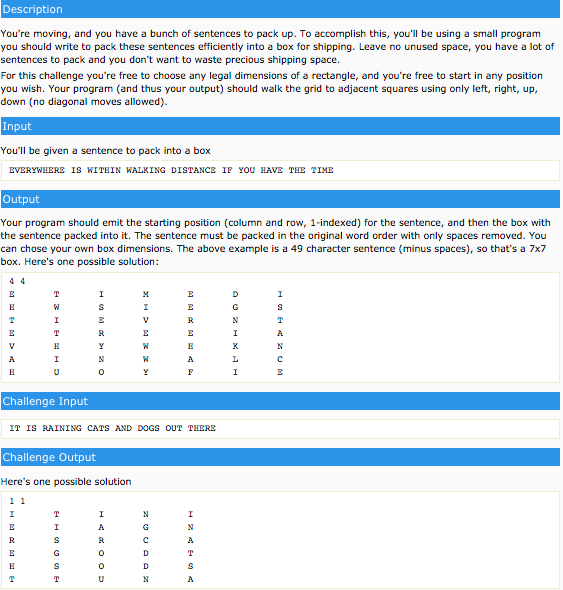 Description
You're moving, and you have a bunch of sentences to pack up. To accomplish this, you'll be using a small program
you should write to pack these sentences efficiently into a box for shipping. Leave no unused space, you have a lot of
sentences to pack and you don't want to waste precious shipping space.
For this challenge you're free to choose any legal dimensions of a rectangle, and you're free to start in any position
you wish. Your program (and thus your output) should walk the grid to adjacent squares using only left, right, up,
down (no diagonal moves allowed).
Input
You'll be given a sentence to pack into a box
EVERYWHERE IS WITHIN WALKING DISTANCE IF YOU HAVE THE TIME
Output
Your program should emit the starting position (column and row, 1-indexed) for the sentence, and then the box with
the sentence packed into it. The sentence must be packed in the original word order with only spaces removed. You
can chose your own box dimensions. The above example is a 49 character sentence (minus spaces), so that's a 7x7
box. Here's one possible solution:
4 4
E T I M E D I
H W S I E G S
T I E V R N T
E T R E E I A
V H Y W H K N
A I N W A L C
H U O Y F I E
Challenge Input
IT IS RAINING CATS AND DOGS OUT THERE
Challenge Output
Here's one possible solution
1 1
I T I N I
E I A G N
R S R C A
E G O D T
H S O D S
T T U N A